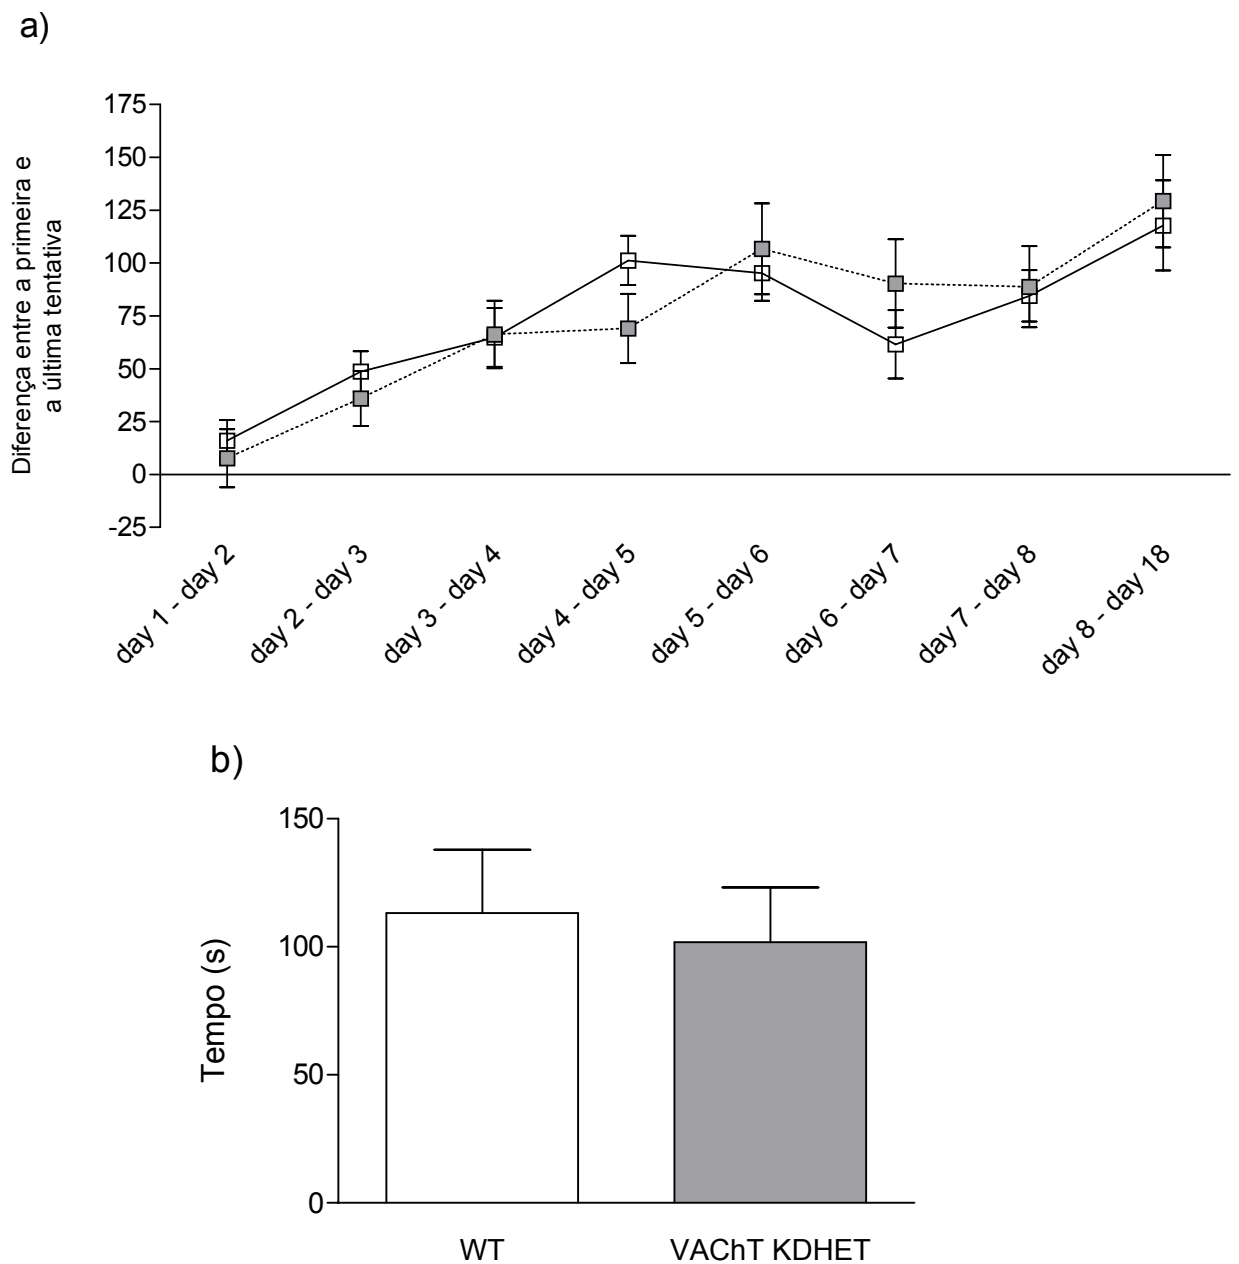 a)
175
150
125
100
75
50
25
0
-25
Diferença entre a primeira e
a última tentativa
day 1 - day 2
day 2 - day 3
day 3 - day 4
day 4 - day 5
day 5 - day 6
day 6 - day 7
day 7 - day 8
day 8 - day 18
b)
150
100
50
0
Tempo (s)
WT
VAChT KDHET